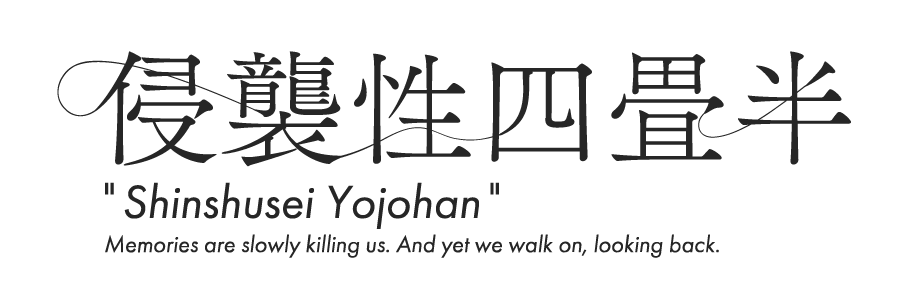 侵襲性四畳半
"Shinshusei Yojohan"
Memories are slowly killing us. And yet we walk on, looking back.